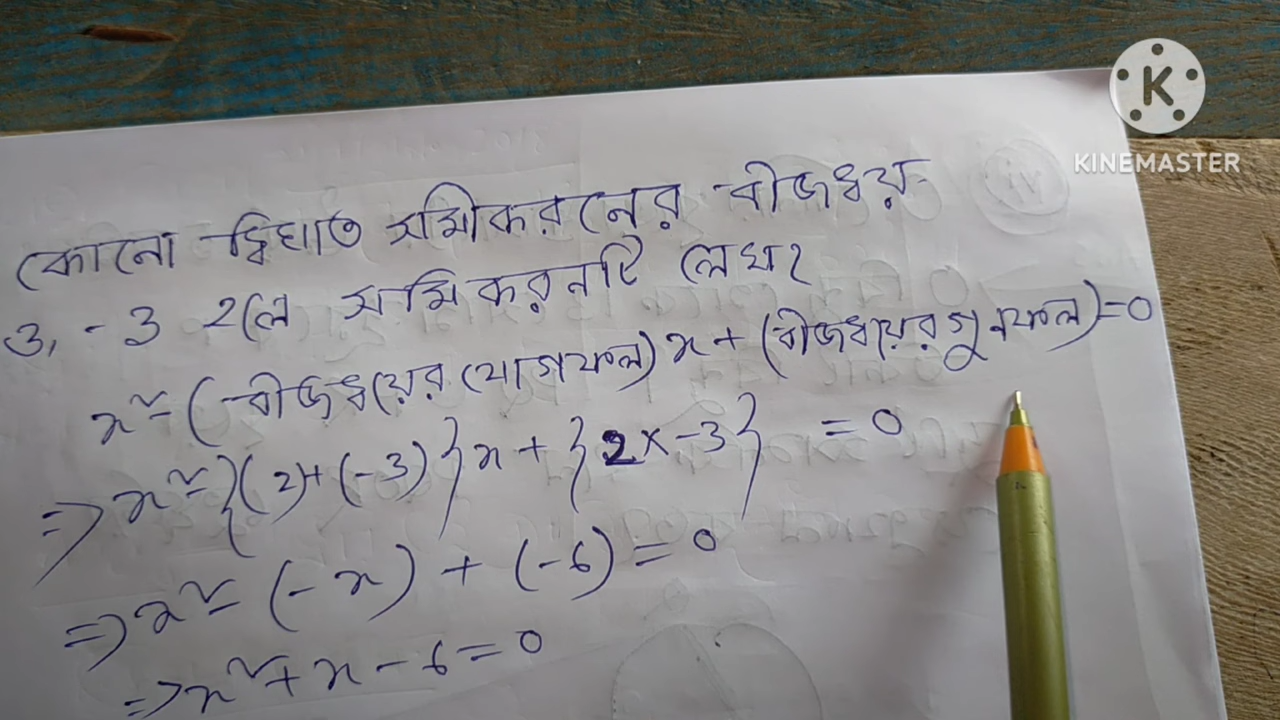 K
KINEMASTER
কোনো দ্বিঘাত সমীকরনের বীজদ্বয়
3, -3 হলে সমিকরনটি লেখ?
x² - (বীজদ্বয়ের যোগফল) x + (বীজদ্বয়ের গুনফল) = 0
=> x² - {(2) + (-3)} x + {2 x -3} = 0
=> x² - (-x) + (-6) = 0
=> x² + x - 6 = 0